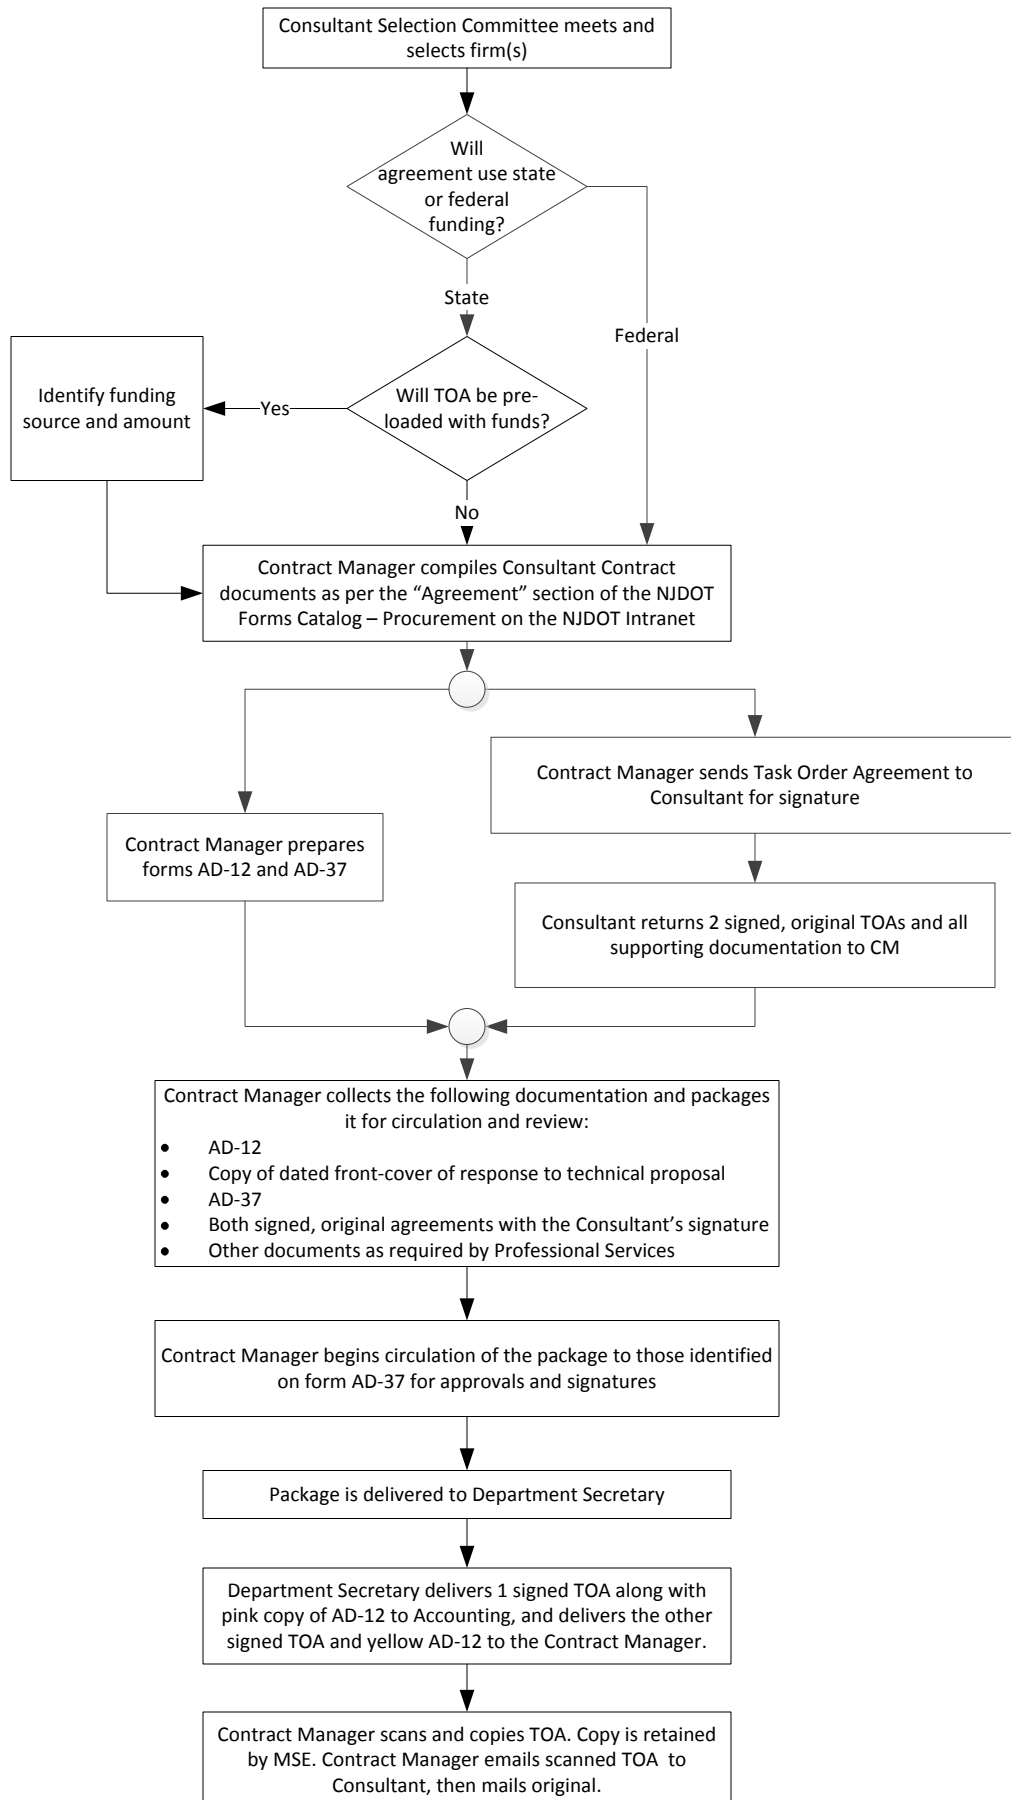 Consultant Selection Committee meets and
selects firm(s)
Will
agreement use state
or federal
funding?
State
Federal
Identify funding
source and amount
Yes
Will TOA be pre-
loaded with funds?
No
Contract Manager compiles Consultant Contract
documents as per the “Agreement” section of the NJDOT
Forms Catalog – Procurement on the NJDOT Intranet
Contract Manager sends Task Order Agreement to
Consultant for signature
Contract Manager prepares
forms AD-12 and AD-37
Consultant returns 2 signed, original TOAs and all
supporting documentation to CM
Contract Manager collects the following documentation and packages
it for circulation and review:
• AD-12
• Copy of dated front-cover of response to technical proposal
• AD-37
• Both signed, original agreements with the Consultant’s signature
• Other documents as required by Professional Services
Contract Manager begins circulation of the package to those identified
on form AD-37 for approvals and signatures
Package is delivered to Department Secretary
Department Secretary delivers 1 signed TOA along with
pink copy of AD-12 to Accounting, and delivers the other
signed TOA and yellow AD-12 to the Contract Manager.
Contract Manager scans and copies TOA. Copy is retained
by MSE. Contract Manager emails scanned TOA to
Consultant, then mails original.